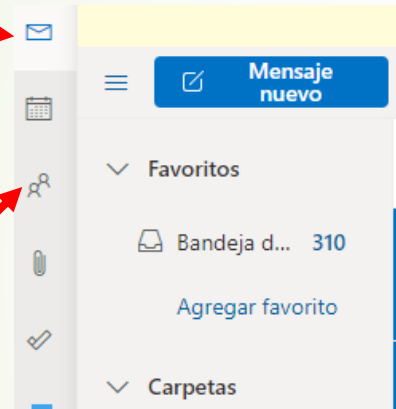 Mensaje
nuevo
Favoritos
Bandeja d... 310
Agregar favorito
Carpetas